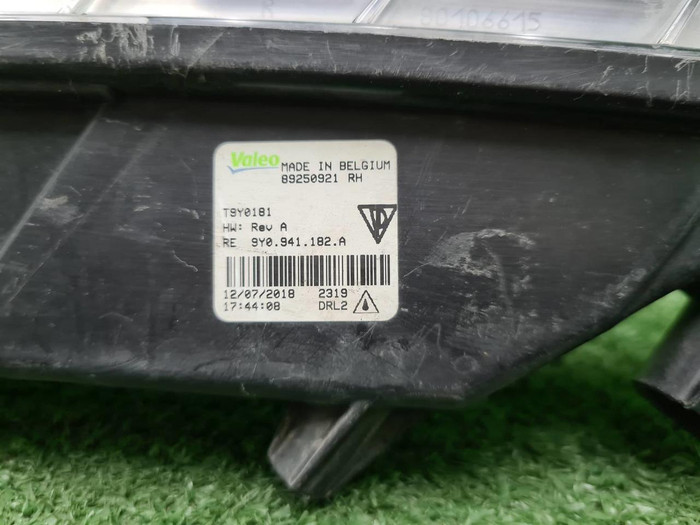 80106615
Valeo MADE IN BELGIUM
89250921 RH
T9Y0181
HW: Rev A
RE 9Y0.941.182.A
12/07/2018 2319
17:44:08 DRL2